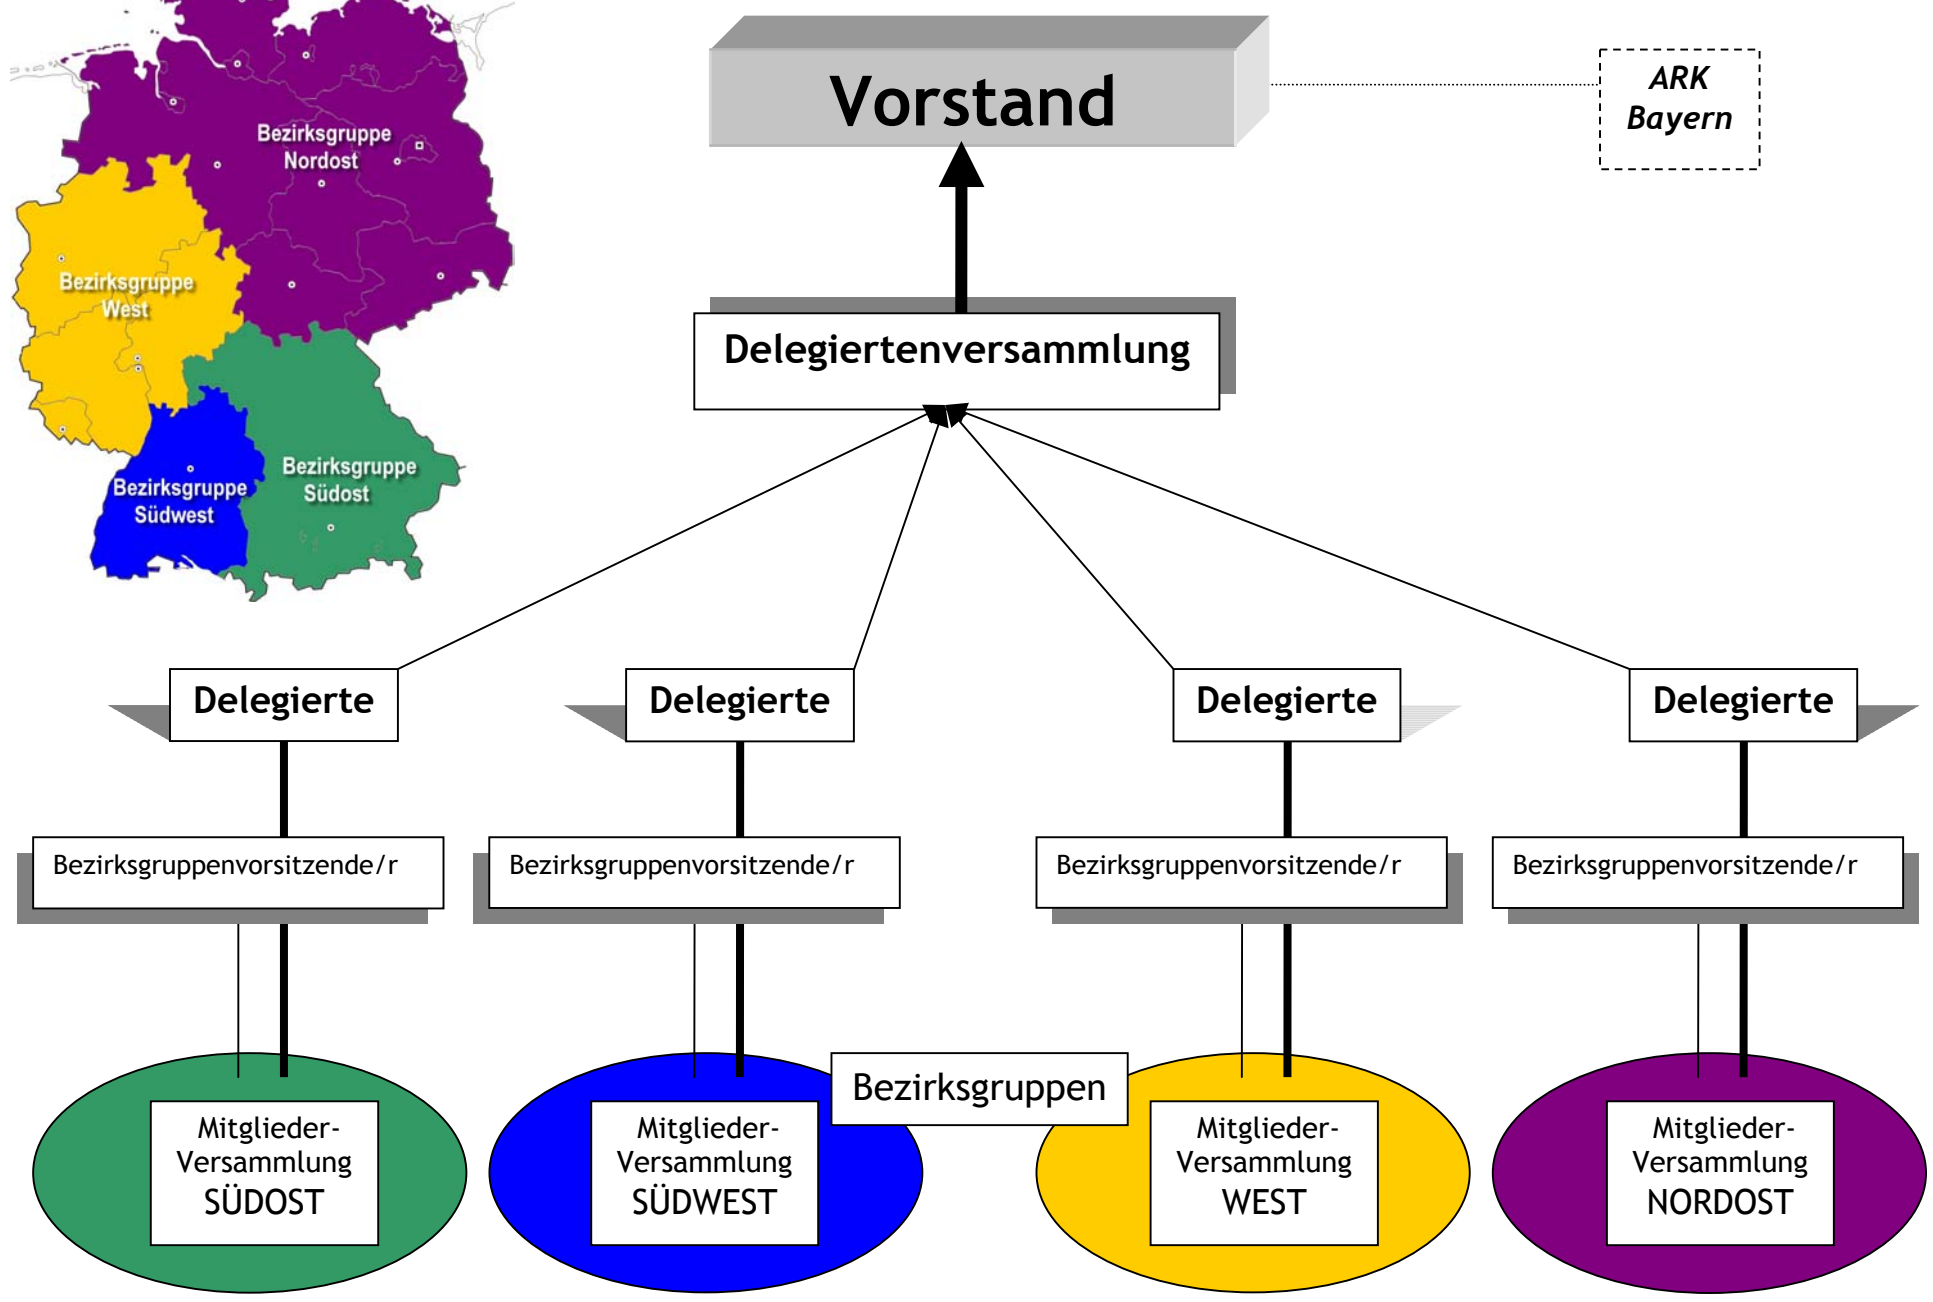 Vorstand
ARK
Bayern
Bezirksgruppe
Nordost
Bezirksgruppe
West
Bezirksgruppe
Südost
Bezirksgruppe
Südwest
Delegiertenversammlung
Delegierte
Delegierte
Delegierte
Delegierte
Bezirksgruppenvorsitzende/r
Bezirksgruppenvorsitzende/r
Bezirksgruppenvorsitzende/r
Bezirksgruppenvorsitzende/r
Bezirksgruppen
Mitglieder-
Versammlung
SÜDOST
Mitglieder-
Versammlung
SÜDWEST
Mitglieder-
Versammlung
WEST
Mitglieder-
Versammlung
NORDOST